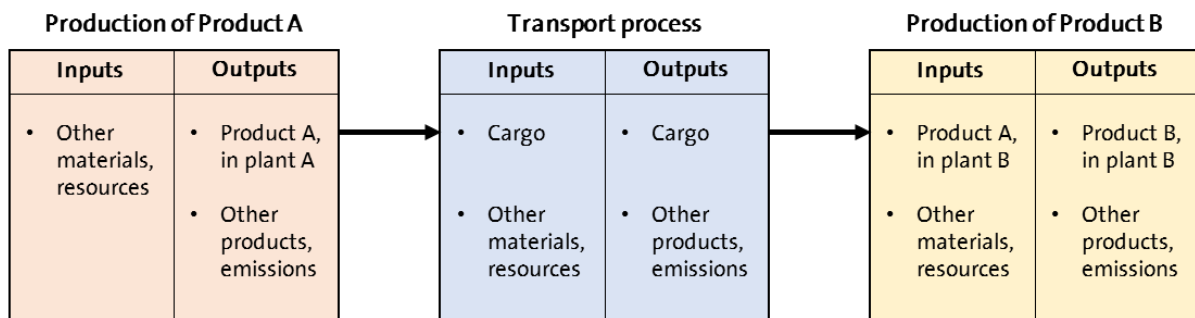 Production of Product A
Inputs
Outputs
• Other
materials,
resources
• Product A,
in plant A
• Other
products,
emissions
Transport process
Inputs
Outputs
• Cargo
• Other
materials,
resources
• Cargo
• Other
products,
emissions
Production of Product B
Inputs
Outputs
• Product A,
in plant B
• Other
materials,
resources
• Product B,
in plant B
• Other
products,
emissions